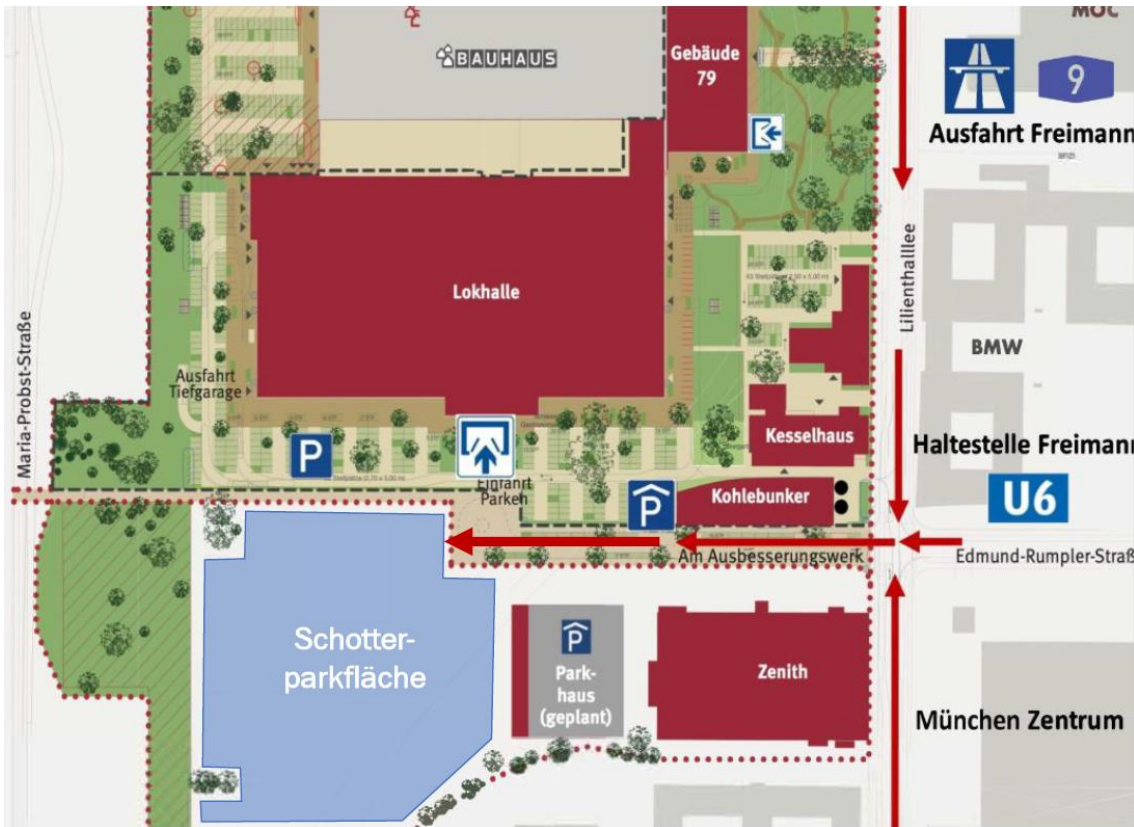 MOC
BAUHAUS
Gebäude
79
9
Ausfahrt Freimann
Lilienthalllee
Lokhalle
BMW
Maria-Probst-Straße
Ausfahrt
Tiefgarage
Kesselhaus
Haltestelle Freimann
P
Einfahrt
Parken
P
Kohlebunker
U6
Am Ausbesserungswerk
Edmund-Rumpler-Straß
Schotter-
parkfläche
P
Park-
haus
(geplant)
Zenith
München Zentrum